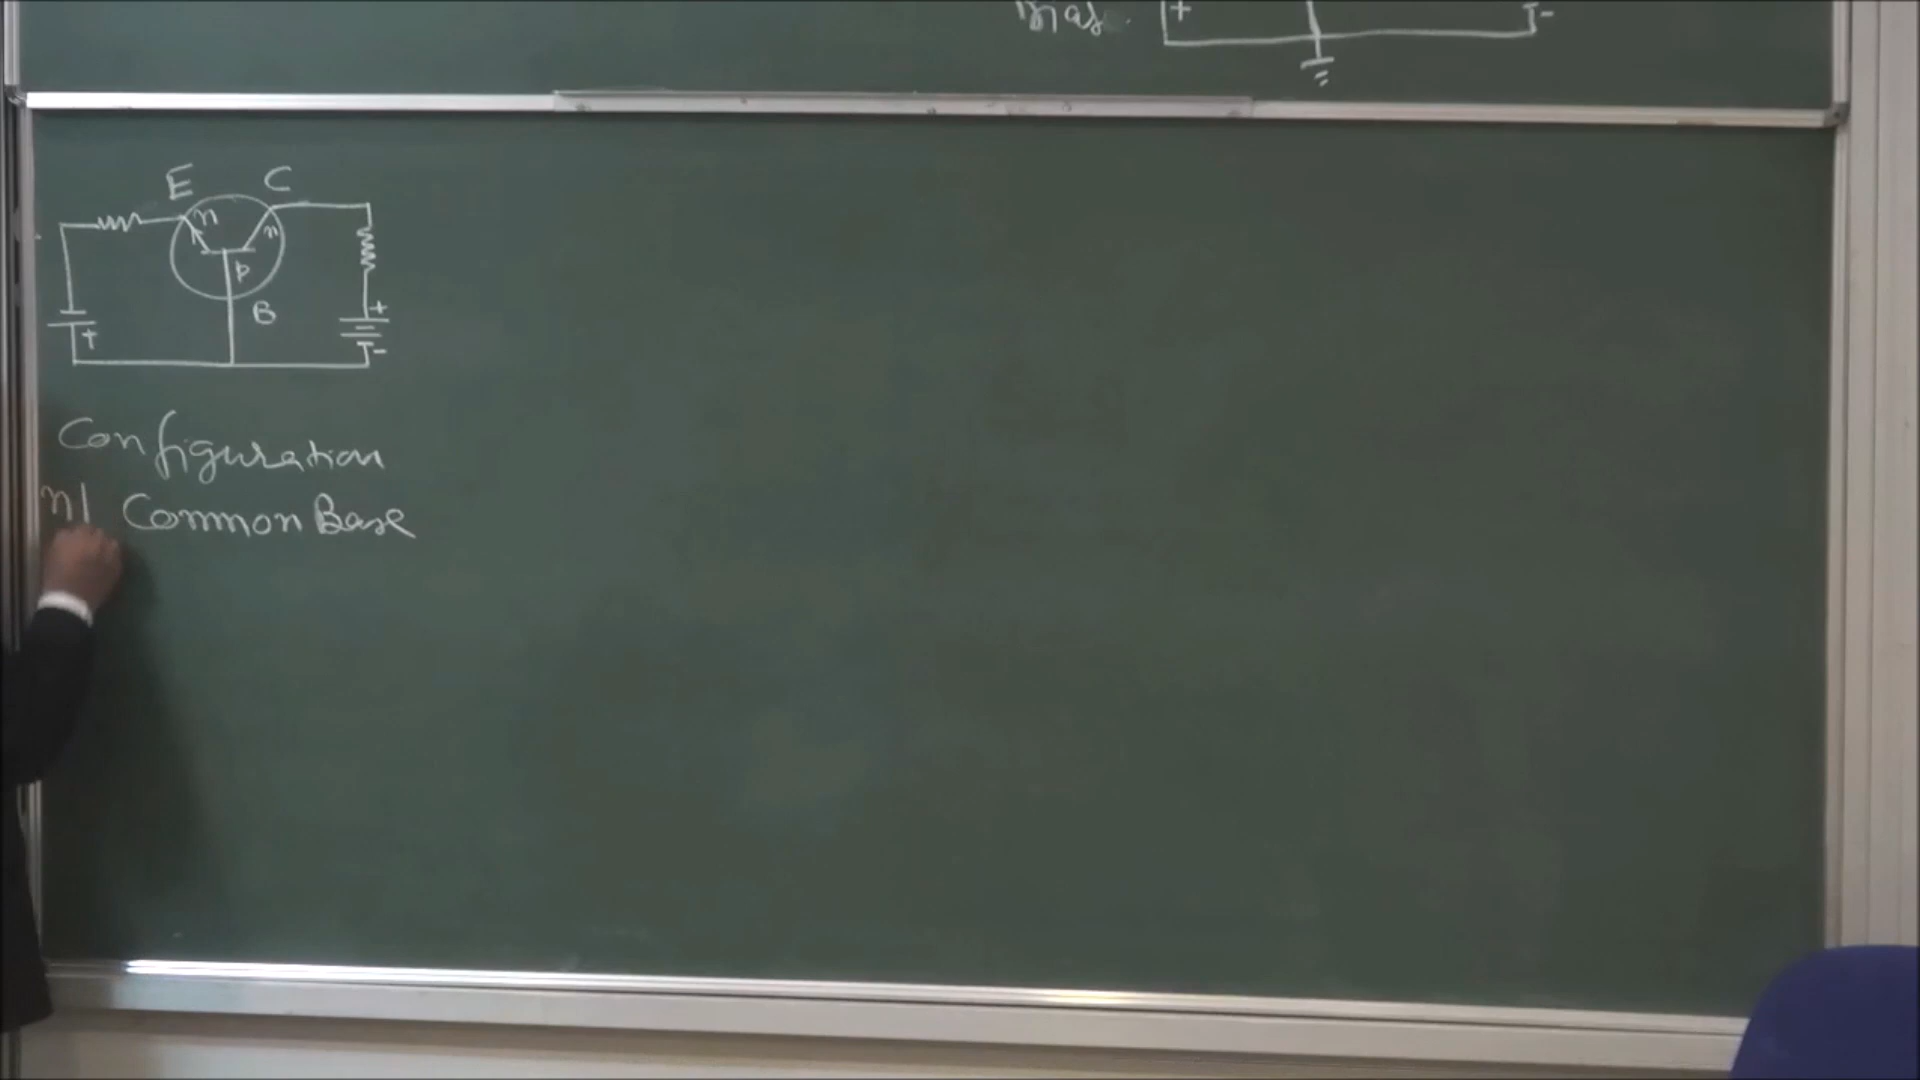 + -
E C
n n
p
B
+
+
-
Configuration
Common Base